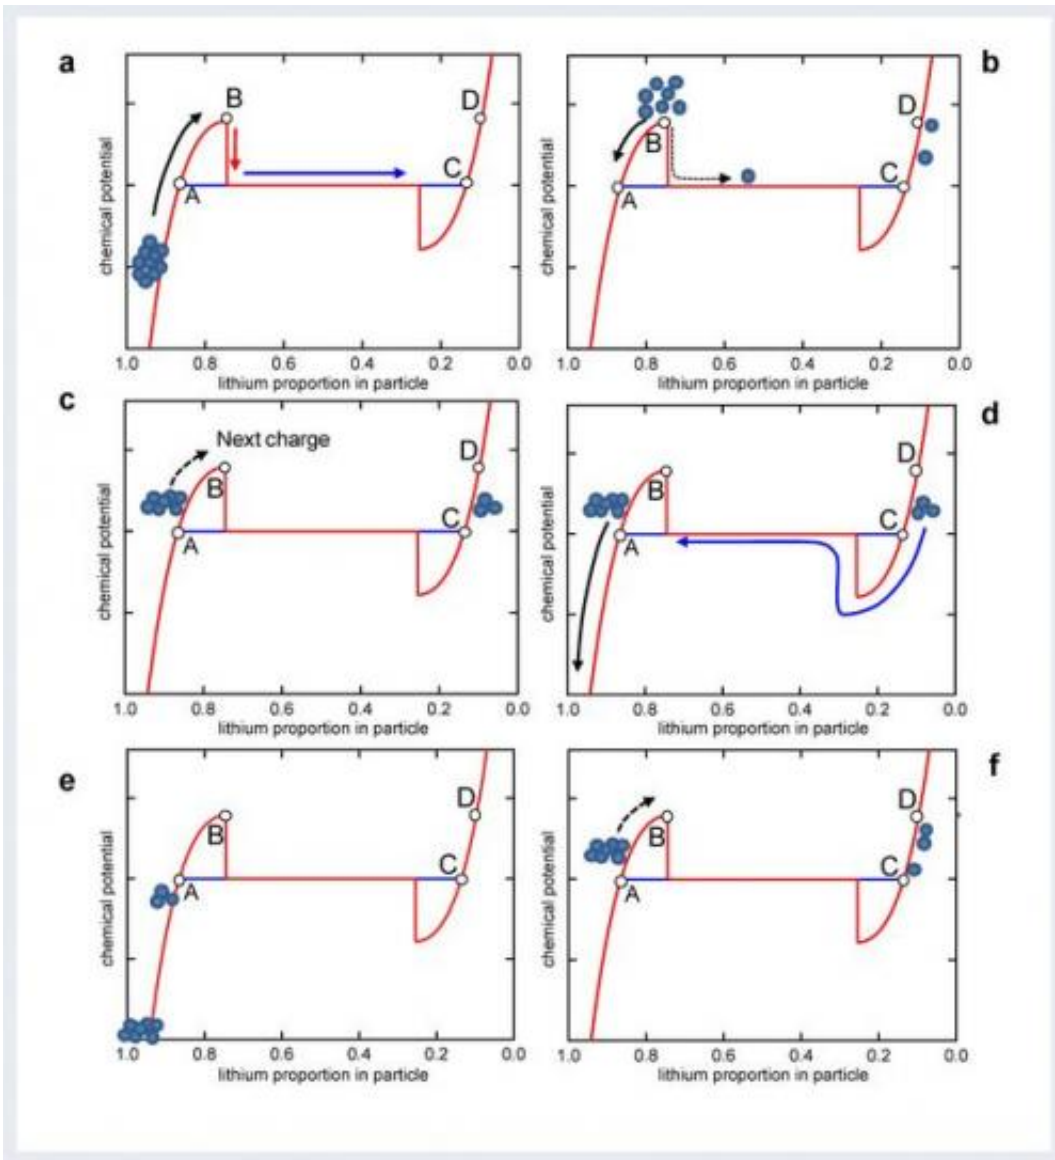 a
b
B
D
C
A
chemical potential
1.0 0.8 0.6 0.4 0.2 0.0
lithium proportion in particle
D
B
C
A
chemical potential
1.0 0.8 0.6 0.4 0.2 0.0
lithium proportion in particle
c
d
Next charge
D
B
C
A
chemical potential
1.0 0.8 0.6 0.4 0.2 0.0
lithium proportion in particle
D
B
C
A
chemical potential
1.0 0.8 0.6 0.4 0.2 0.0
lithium proportion in particle
e
f
D
B
C
A
chemical potential
1.0 0.8 0.6 0.4 0.2 0.0
lithium proportion in particle
D
B
C
A
chemical potential
1.0 0.8 0.6 0.4 0.2 0.0
lithium proportion in particle